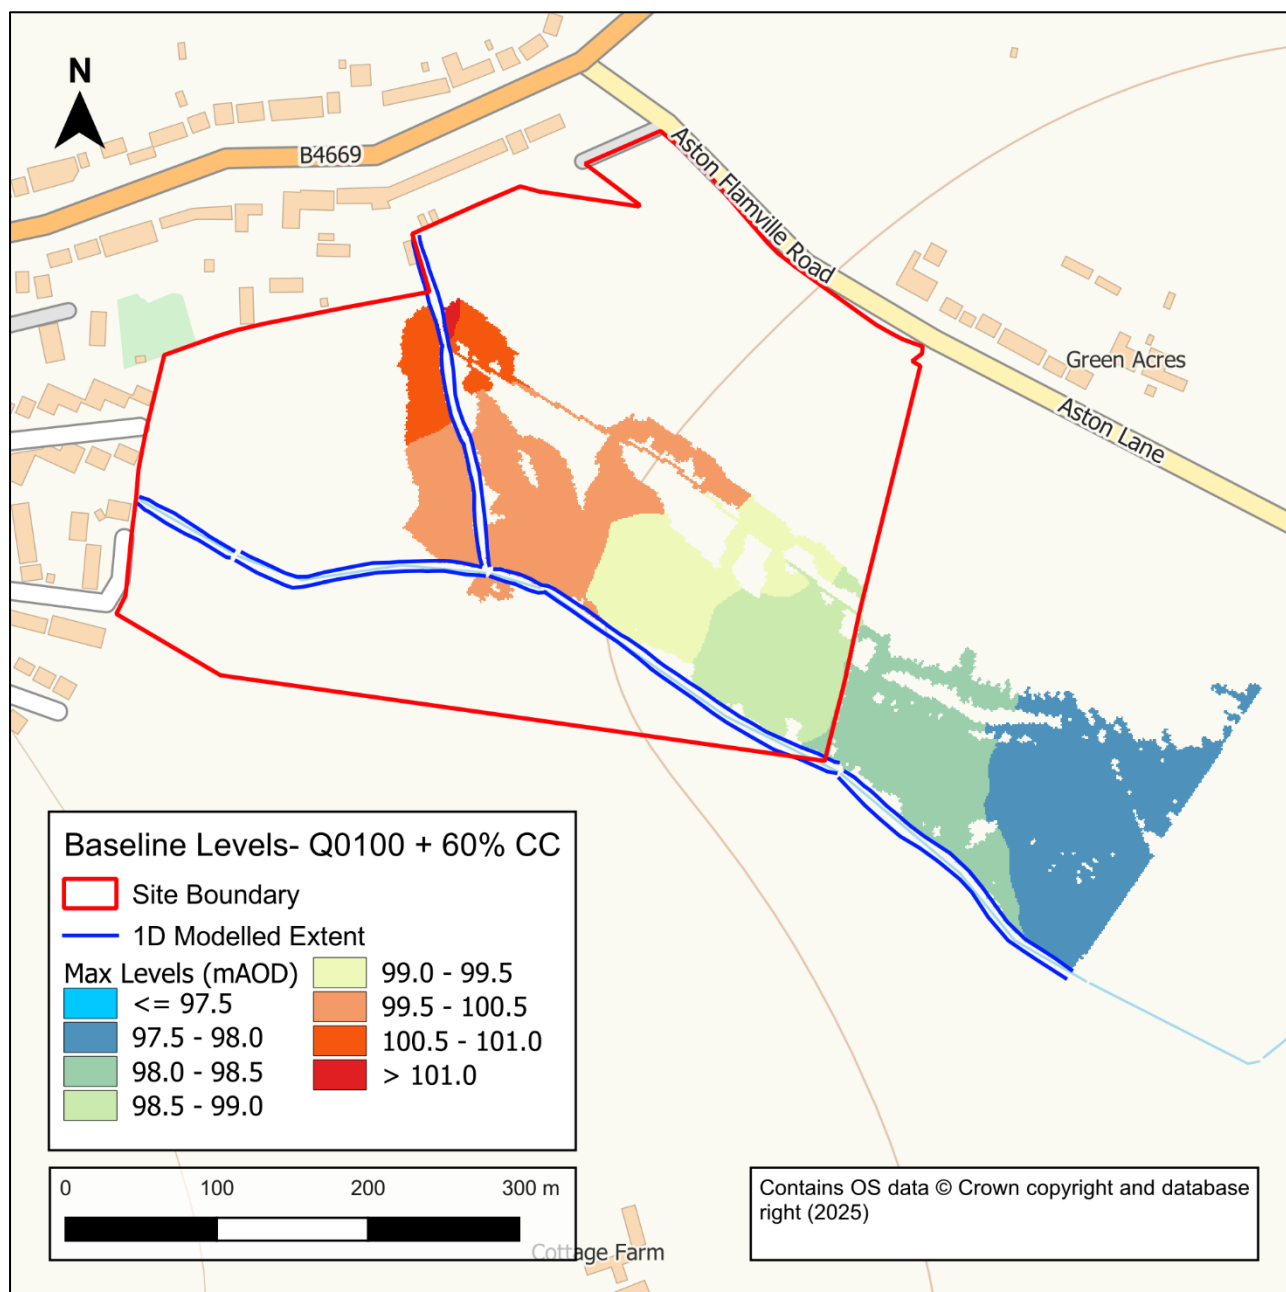 N
B4669
Aston Flamville Road
Green Acres
Aston Lane
Baseline Levels- Q0100 + 60% CC
Site Boundary
1D Modelled Extent
Max Levels (mAOD)
<= 97.5
97.5 - 98.0
98.0 - 98.5
98.5 - 99.0
99.0 - 99.5
99.5 - 100.5
100.5 - 101.0
> 101.0
0 100 200 300 m
Cottage Farm
Contains OS data © Crown copyright and database
right (2025)